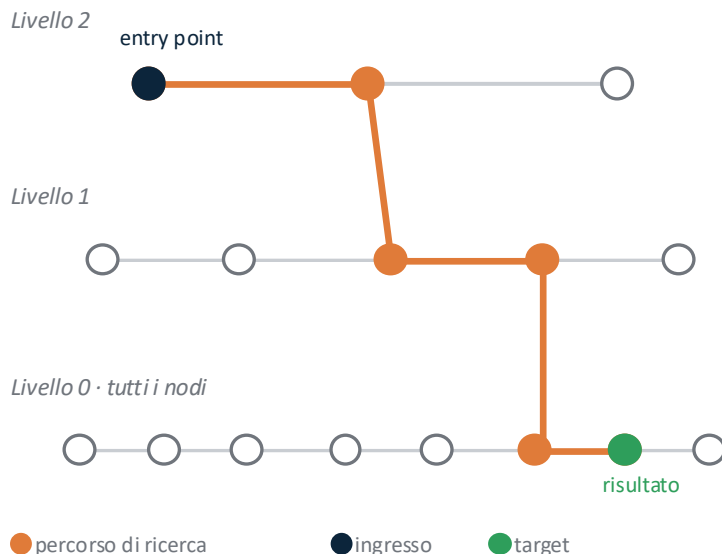 Livello 2
entry point
Livello 1
Livello 0 · tutti i nodi
risultato
percorso di ricerca
ingresso
target